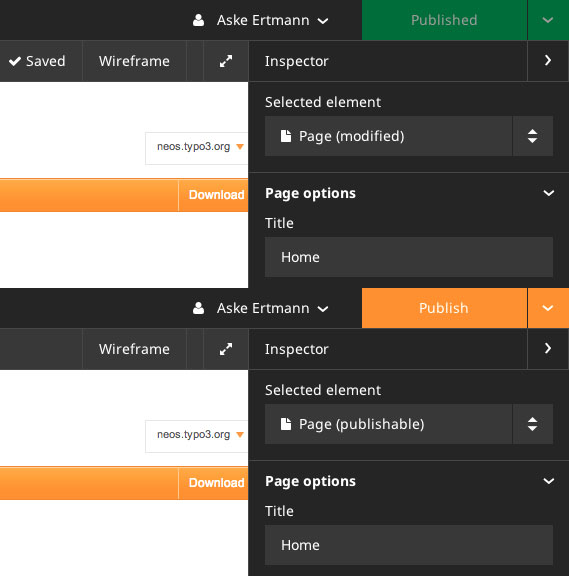 Aske Ertmann Published
Saved Wireframe Inspector
Selected element
Page (modified)
neos.typo3.org
Download
Page options
Title
Home
Aske Ertmann Publish
Wireframe Inspector
Selected element
Page (publishable)
neos.typo3.org
Download
Page options
Title
Home